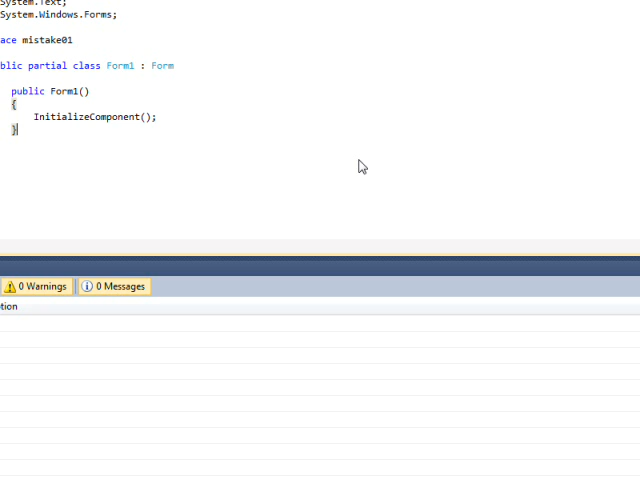 System.Text;
System.Windows.Forms;
ace mistake01
blic partial class Form1 : Form
public Form1()
{
InitializeComponent();
}
0 Warnings
0 Messages
tion